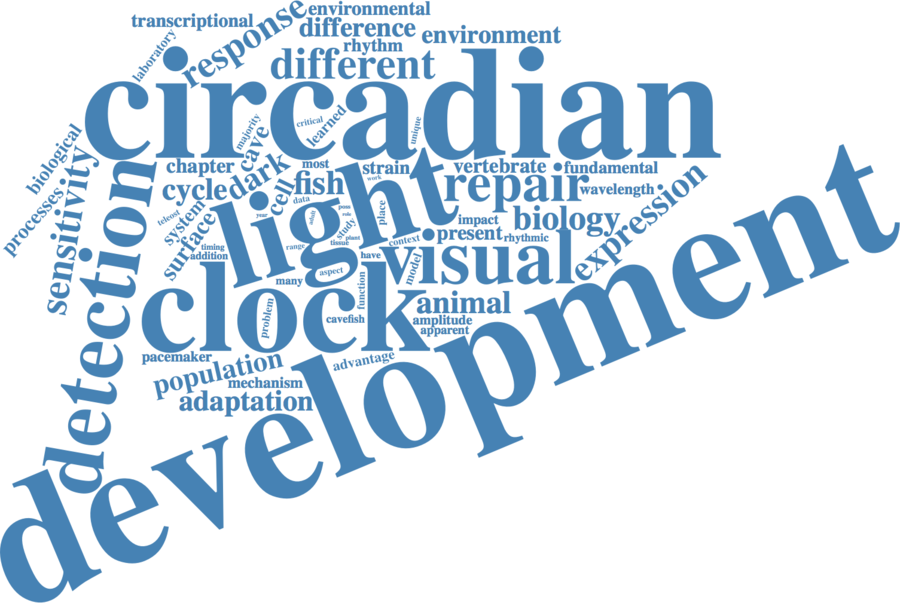 transcriptional
environmental
difference
response
rhythm
environment
laboratory
different
circadian
critical
learned
unique
majority
cave
biological
processes
sensitivity
chapter
dark
most
strain
work
vertebrate
fundamental
cycle
cell
fish
data
light
repair
wavelength
teleost
system
surface
year
adult
pons
role
place
study
plant
tissue
impact
biology
expression
present
rhythmic
timing
addition
range
context
have
visual
detection
many
aspect
function
model
clock
problem
cavefish
animal
amplitude
apparent
pacemaker
population
advantage
mechanism
adaptation
development